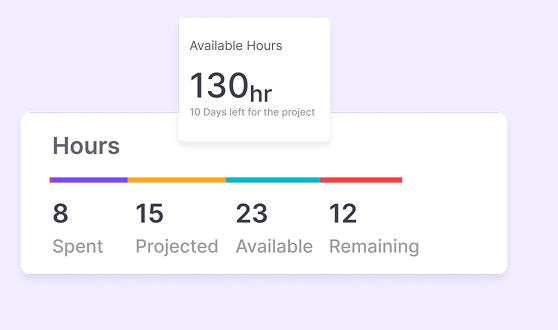 Available Hours
130hr
10 Days left for the project
Hours
8 15 23 12
Spent Projected Available Remaining